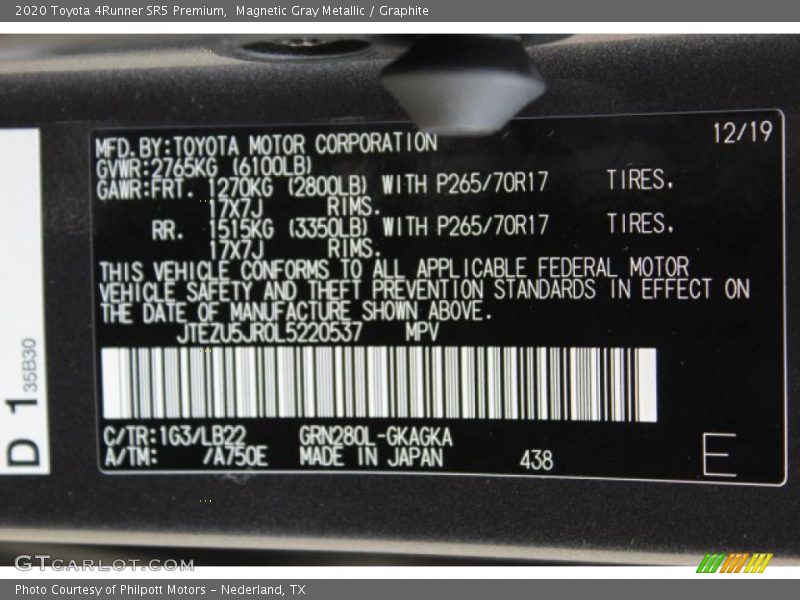 2020 Toyota 4Runner SR5 Premium,  Magnetic Gray Metallic / Graphite
12/19
MFD.BY:TOYOTA MOTOR CORPORATION
GVWR:2765KG (6100LB)
GAWR:FRT. 1270KG (2800LB) WITH P265/70R17 TIRES.
17X7J RIMS.
RR. 1515KG (3350LB) WITH P265/70R17 TIRES.
17X7J RIMS.
THIS VEHICLE CONFORMS TO ALL APPLICABLE FEDERAL MOTOR
VEHICLE SAFETY AND THEFT PREVENTION STANDARDS IN EFFECT ON
THE DATE OF MANUFACTURE SHOWN ABOVE.
JTEZU5JR0L5220537 MPV
C/TR:1G3/LB22 GRN280L-GKAGKA
A/TM: /A750E MADE IN JAPAN 438 E
D 1 35B30
GTCARLOT.COM
Photo Courtesy of Philpott Motors - Nederland, TX